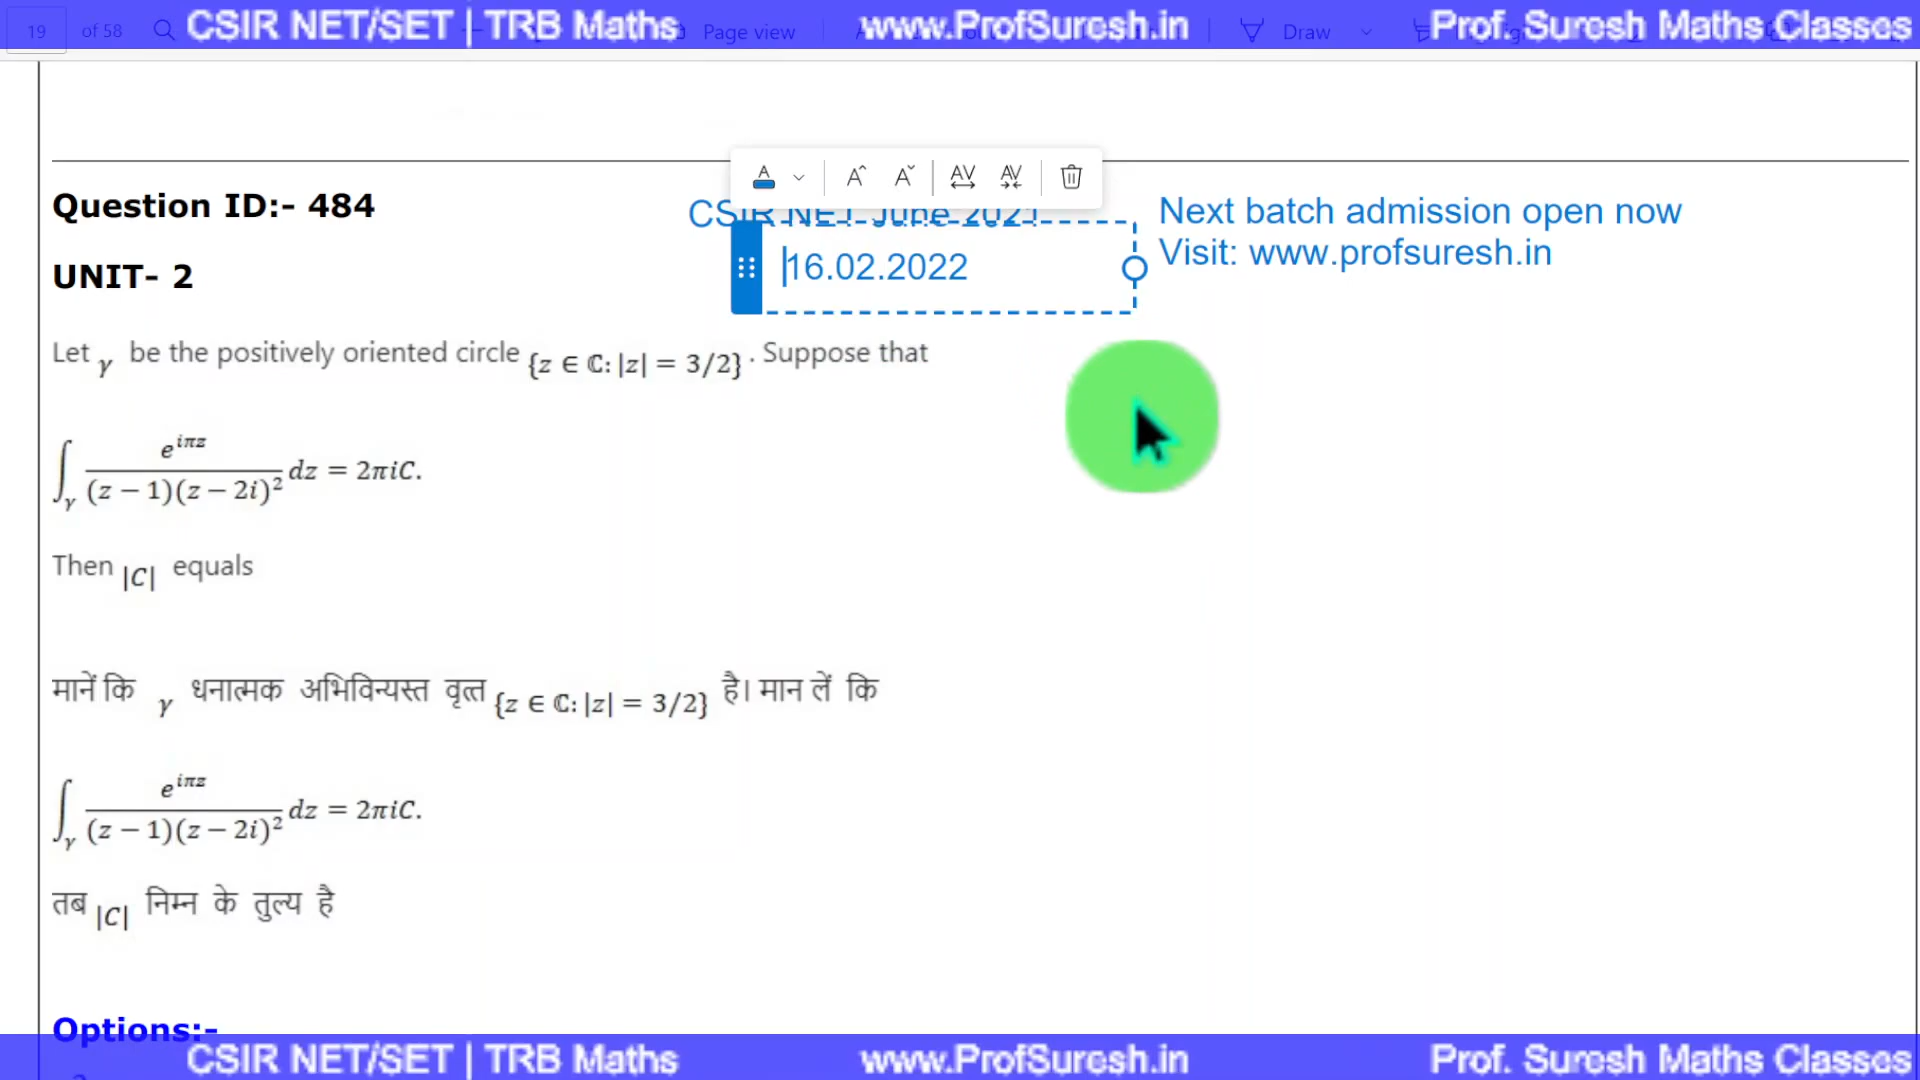 19 of 58 CSIR NET/SET | TRB Maths Page view www.ProfSuresh.in Draw Prof. Suresh Maths Classes
Question ID:- 484
CSIR NET June 2021
Next batch admission open now
16.02.2022
Visit: www.profsuresh.in
UNIT- 2
Let γ be the positively oriented circle {z ∈ ℂ: |z| = 3/2} . Suppose that
∫_γ e^{iπz} / (z − 1)(z − 2i)^2 dz = 2πiC.
Then |C| equals
मानें कि γ धनात्मक अभिविन्यस्त वृत्त {z ∈ ℂ: |z| = 3/2} है। मान लें कि
∫_γ e^{iπz} / (z − 1)(z − 2i)^2 dz = 2πiC.
तब |C| निम्न के तुल्य है
Options:-
CSIR NET/SET | TRB Maths www.ProfSuresh.in Prof. Suresh Maths Classes